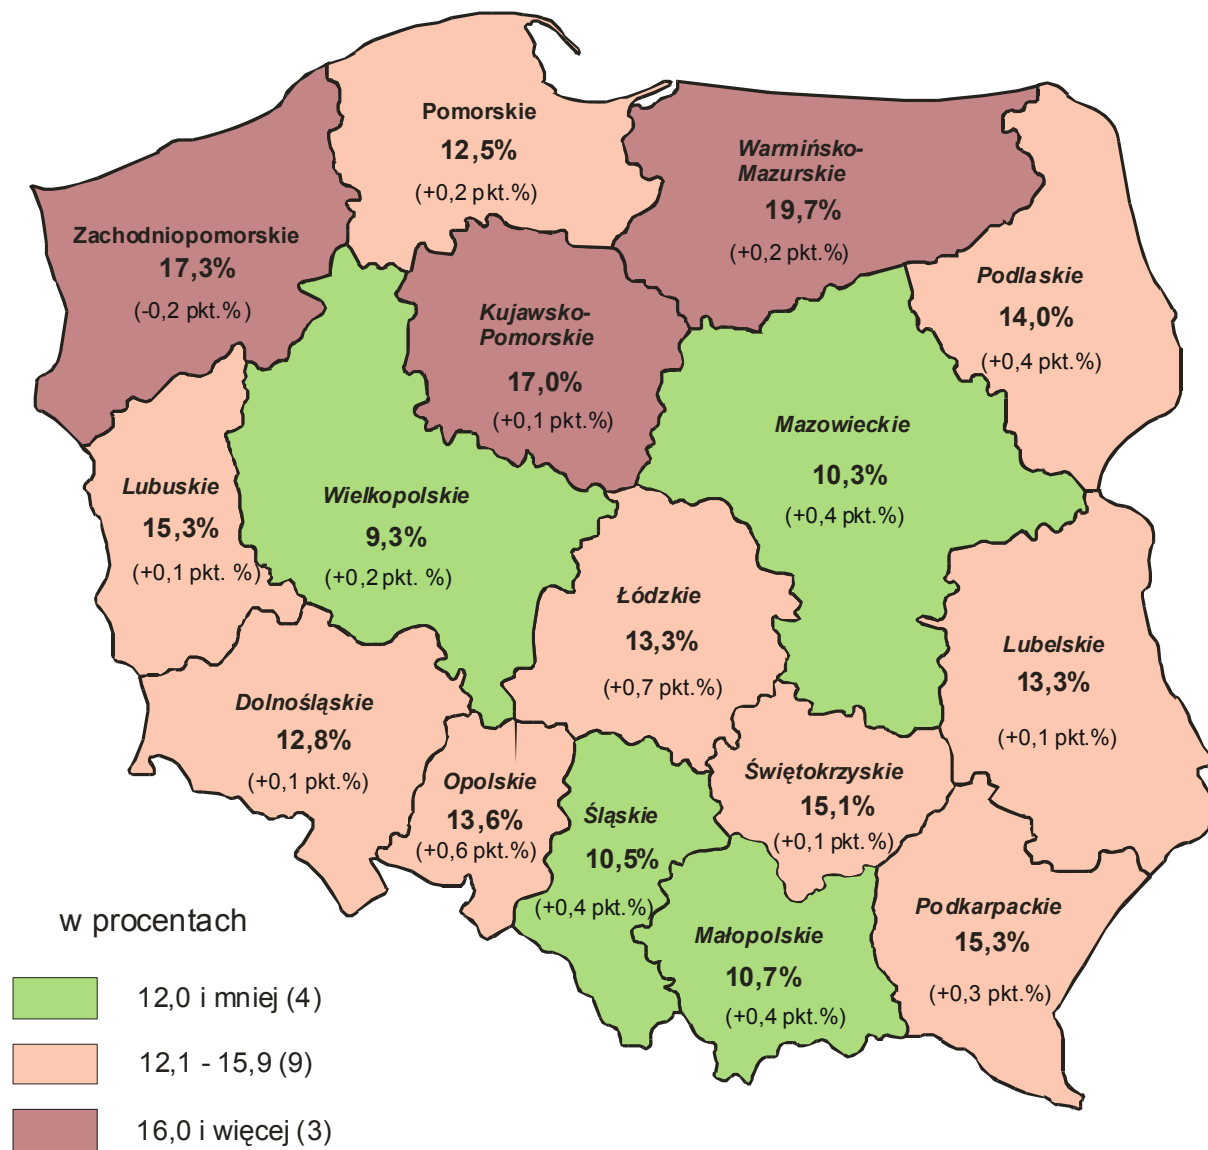 Pomorskie
12,5%
(+0,2 pkt.%)
Warmińsko-
Mazurskie
19,7%
(+0,2 pkt.%)
Zachodniopomorskie
17,3%
(-0,2 pkt.%)
Podlaskie
14,0%
(+0,4 pkt.%)
Kujawsko-
Pomorskie
17,0%
(+0,1 pkt.%)
Mazowieckie
10,3%
(+0,4 pkt.%)
Lubuskie
15,3%
(+0,1 pkt. %)
Wielkopolskie
9,3%
(+0,2 pkt. %)
Łódzkie
13,3%
(+0,7 pkt.%)
Lubelskie
13,3%
(+0,1 pkt.%)
Dolnośląskie
12,8%
(+0,1 pkt.%)
Opolskie
13,6%
(+0,6 pkt.%)
Śląskie
10,5%
(+0,4 pkt.%)
Świętokrzyskie
15,1%
(+0,1 pkt.%)
Małopolskie
10,7%
(+0,4 pkt.%)
Podkarpackie
15,3%
(+0,3 pkt.%)
w procentach
12,0 i mniej (4)
12,1 - 15,9 (9)
16,0 i więcej (3)